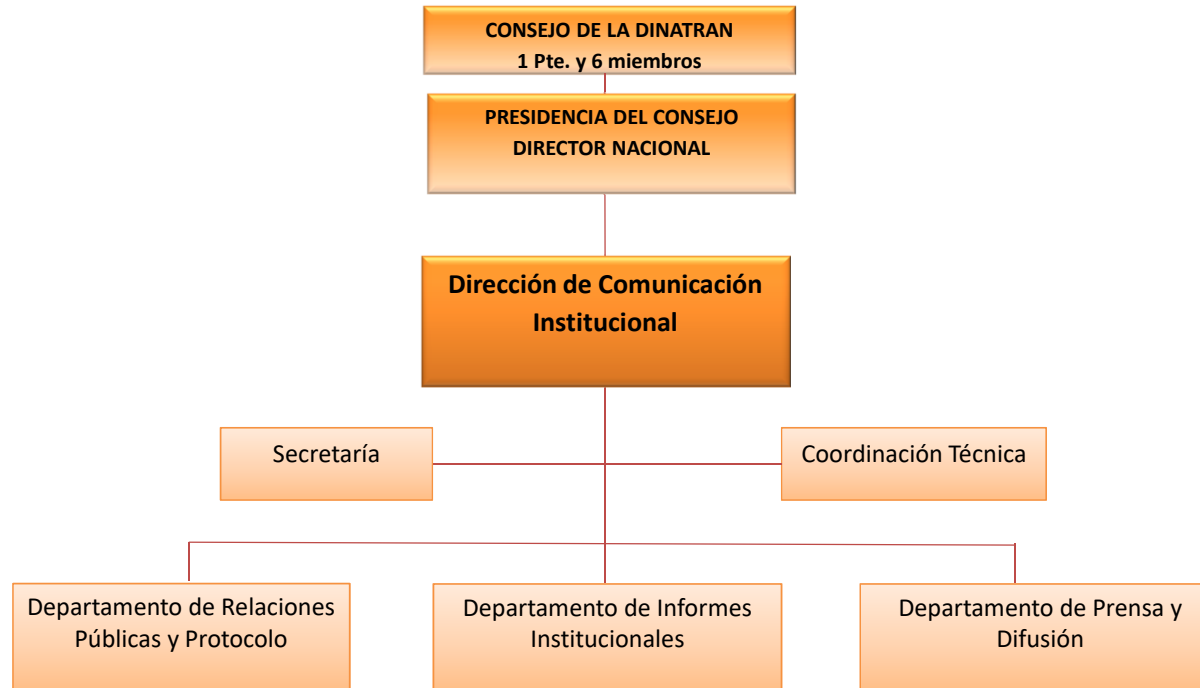 CONSEJO DE LA DINATRAN
1 Pte. y 6 miembros
PRESIDENCIA DEL CONSEJO
DIRECTOR NACIONAL
Dirección de Comunicación
Institucional
Secretaría
Coordinación Técnica
Departamento de Relaciones
Públicas y Protocolo
Departamento de Informes
Institucionales
Departamento de Prensa y
Difusión